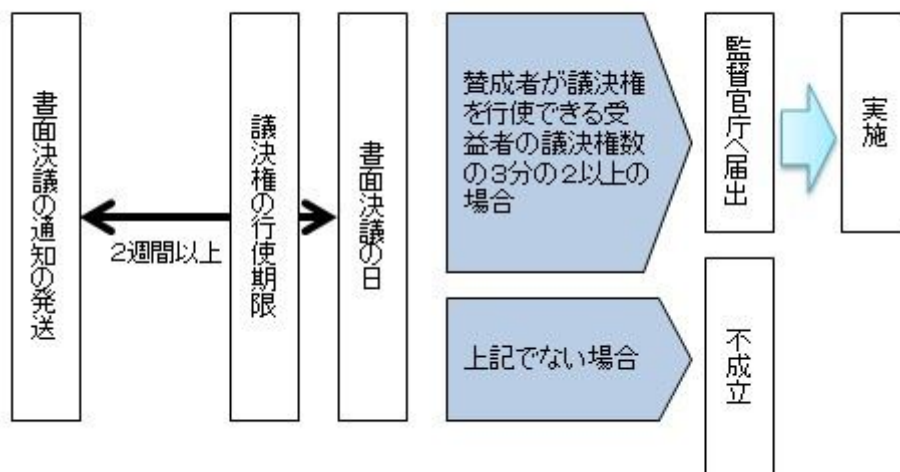 書面決議の通知の発送
2週間以上
議決権の行使期限
書面決議の日
賛成者が議決権
を行使できる受
益者の議決権数
の3分の2以上の
場合
監督官庁へ届出
実施
上記でない場合
不成立